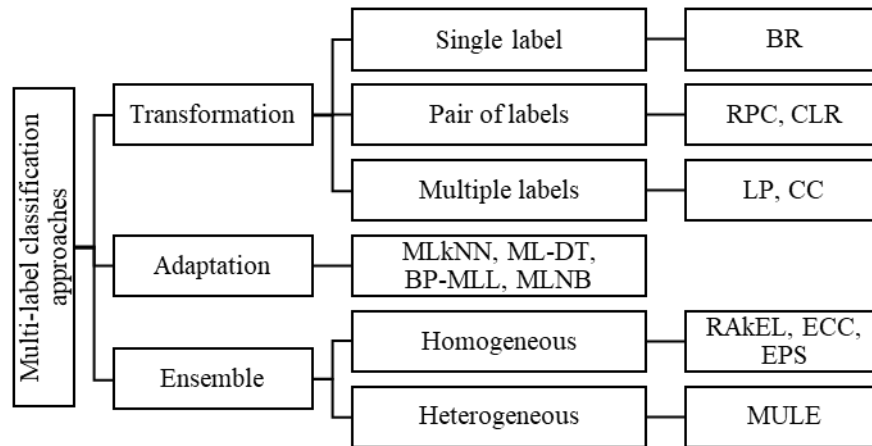 Multi-label classification
approaches
Transformation
Single label
BR
Pair of labels
RPC, CLR
Multiple labels
LP, CC
Adaptation
MLkNN, ML-DT,
BP-MLL, MLNB
Ensemble
Homogeneous
RAkEL, ECC,
EPS
Heterogeneous
MULE